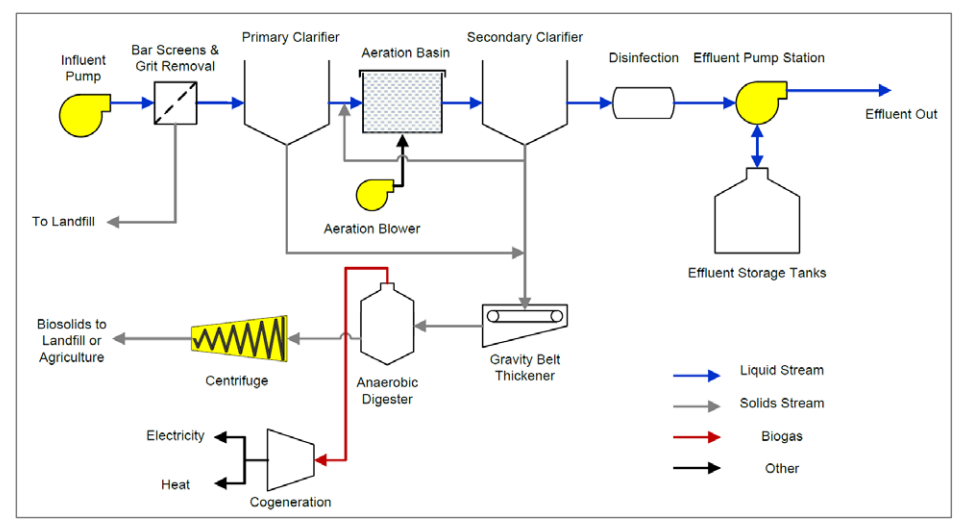 Influent
Pump
Bar Screens &
Grit Removal
Primary Clarifier
Aeration Basin
Secondary Clarifier
Disinfection
Effluent Pump Station
Effluent Out
To Landfill
Aeration Blower
Effluent Storage Tanks
Biosolids to
Landfill or
Agriculture
Centrifuge
Anaerobic
Digester
Gravity Belt
Thickener
Electricity
Heat
Cogeneration
Liquid Stream
Solids Stream
Biogas
Other